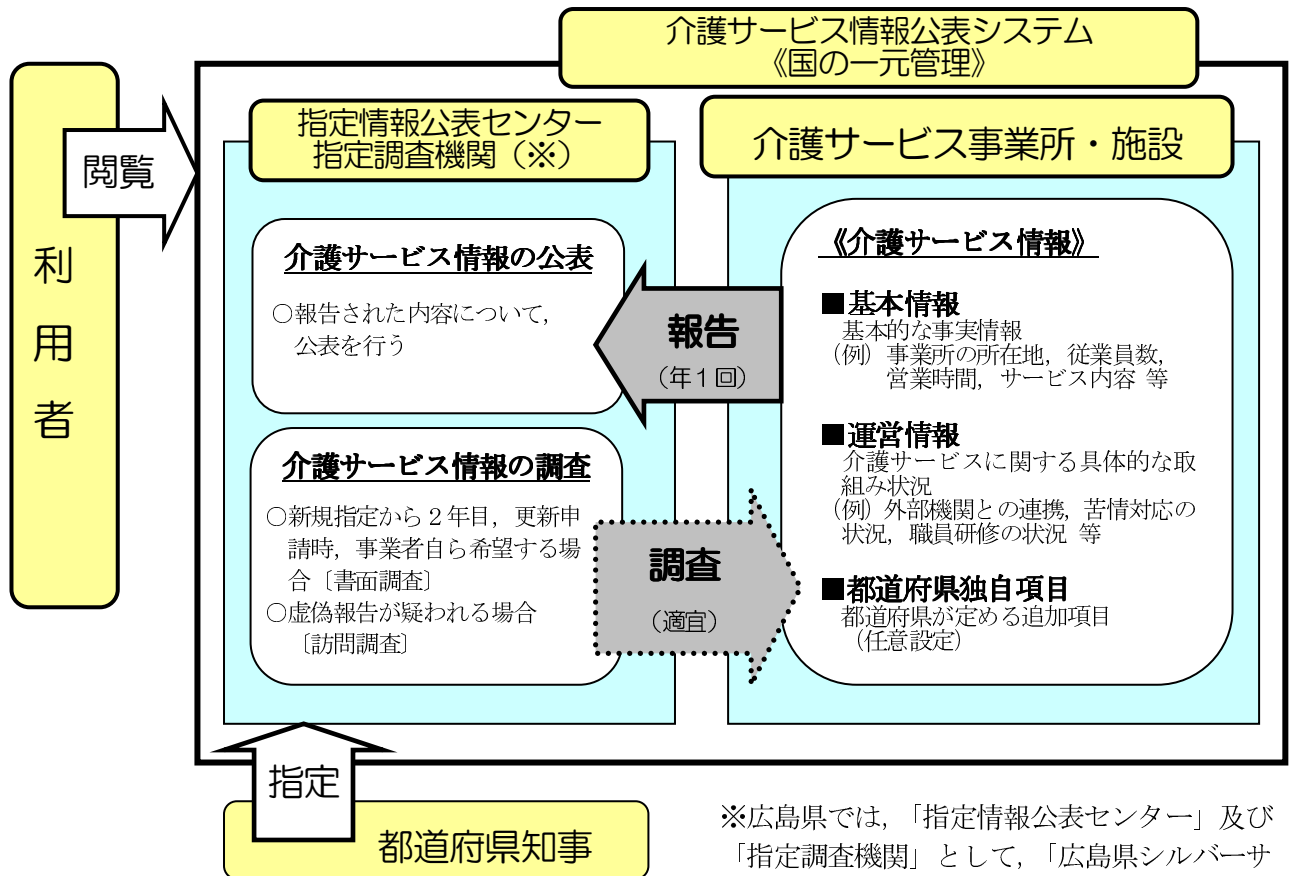 介護サービス情報公表システム
《国の一元管理》
利用者
閲覧
指定情報公表センター
指定調査機関（※）
介護サービス情報の公表
○報告された内容について，
公表を行う
介護サービス情報の調査
○新規指定から２年目，更新申
請時，事業者自ら希望する場
合〔書面調査〕
○虚偽報告が疑われる場合
〔訪問調査〕
報告
（年１回）
調査
（適宜）
介護サービス事業所・施設
《介護サービス情報》
■基本情報
基本的な事実情報
（例）事業所の所在地，従業員数，
営業時間，サービス内容 等
■運営情報
介護サービスに関する具体的な取
組み状況
（例）外部機関との連携，苦情対応の
状況，職員研修の状況 等
■都道府県独自項目
都道府県が定める追加項目
（任意設定）
指定
都道府県知事
※広島県では，「指定情報公表センター」及び
「指定調査機関」として，「広島県シルバーサ